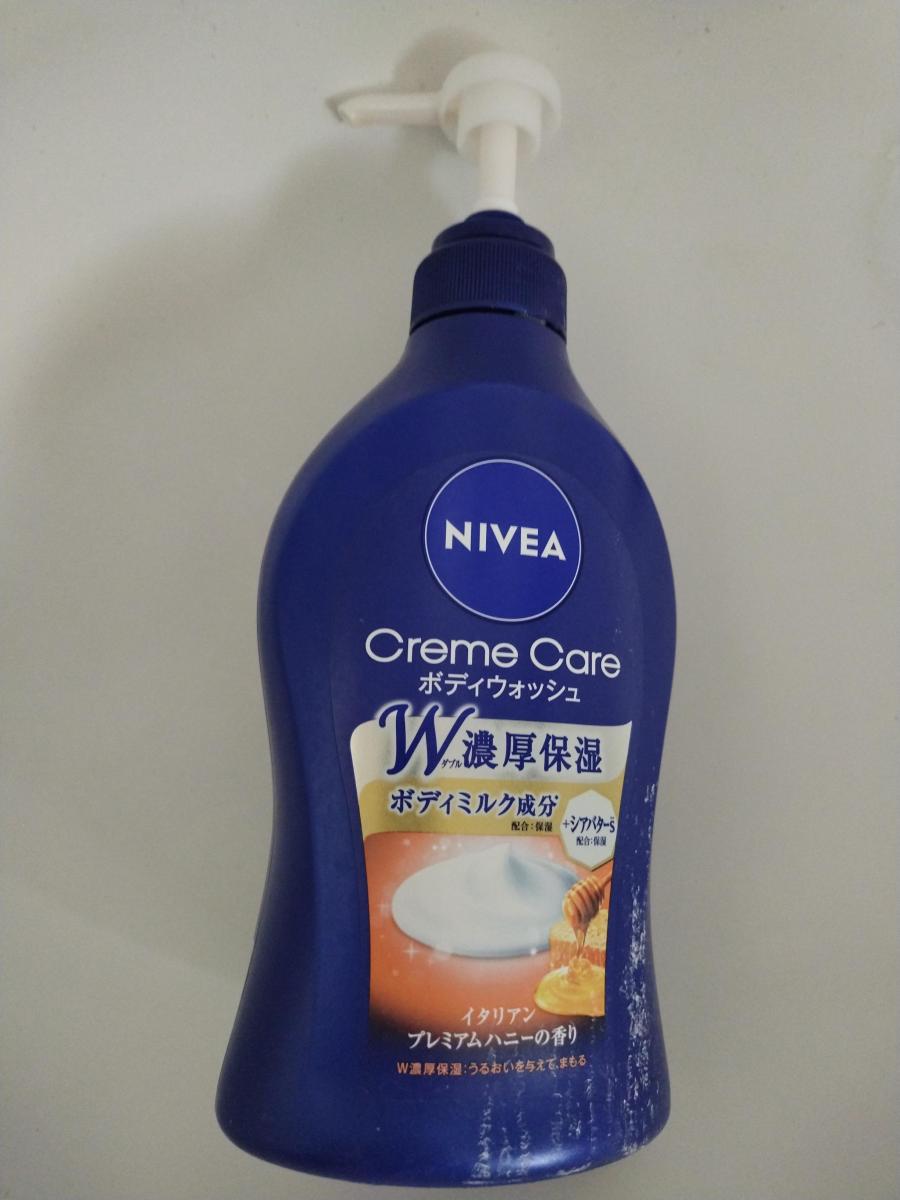 NIVEA
Creme Care
ボディウォッシュ
W濃厚保湿
ダブル
ボディミルク成分*
配合:保湿
+シアバターS
配合:保湿
イタリアン
プレミアムハニーの香り
W濃厚保湿:うるおいを与えて、まもる